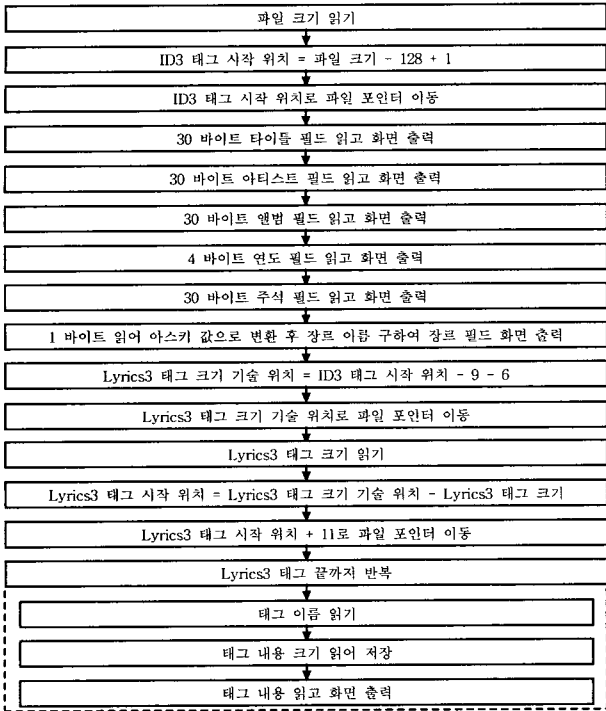 파일 크기 읽기
ID3 태그 시작 위치 = 파일 크기 - 128 + 1
ID3 태그 시작 위치로 파일 포인터 이동
30 바이트 타이틀 필드 읽고 화면 출력
30 바이트 아티스트 필드 읽고 화면 출력
30 바이트 앨범 필드 읽고 화면 출력
4 바이트 연도 필드 읽고 화면 출력
30 바이트 주석 필드 읽고 화면 출력
1 바이트 읽어 아스키 값으로 변환 후 장르 이름 구하여 장르 필드 화면 출력
Lyrics3 태그 크기 기술 위치 = ID3 태그 시작 위치 - 9 - 6
Lyrics3 태그 크기 기술 위치로 파일 포인터 이동
Lyrics3 태그 크기 읽기
Lyrics3 태그 시작 위치 = Lyrics3 태그 크기 기술 위치 - Lyrics3 태그 크기
Lyrics3 태그 시작 위치 + 11로 파일 포인터 이동
Lyrics3 태그 끝까지 반복
태그 이름 읽기
태그 내용 크기 읽어 저장
태그 내용 읽고 화면 출력